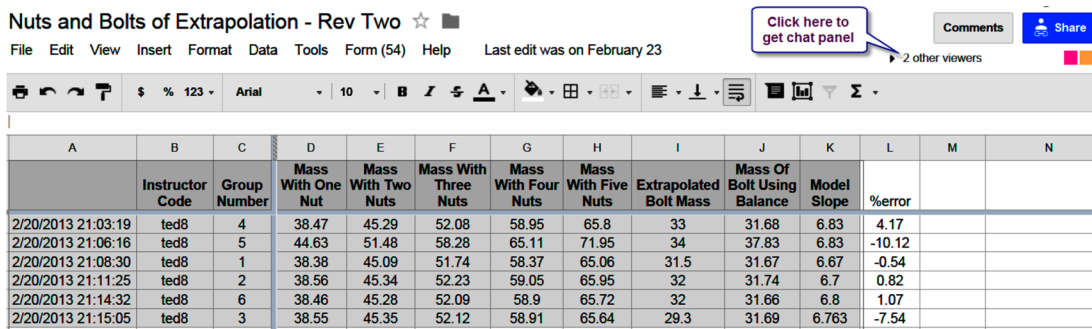 Nuts and Bolts of Extrapolation - Rev Two
Click here to
get chat panel
Comments
Share
File Edit View Insert Format Data Tools Form (54) Help Last edit was on February 23
2 other viewers
$ % 123 Arial 10 B I S A Σ
A B C D E F G H I J K L M N
Instructor Code Group Number Mass With One Nut Mass With Two Nuts Mass With Three Nuts Mass With Four Nuts Mass With Five Nuts Extrapolated Bolt Mass Mass Of Bolt Using Balance Model Slope %error
2/20/2013 21:03:19 ted8 4 38.47 45.29 52.08 58.95 65.8 33 31.68 6.83 4.17
2/20/2013 21:06:16 ted8 5 44.63 51.48 58.28 65.11 71.95 34 37.83 6.83 -10.12
2/20/2013 21:08:30 ted8 1 38.38 45.09 51.74 58.37 65.06 31.5 31.67 6.67 -0.54
2/20/2013 21:11:25 ted8 2 38.56 45.34 52.23 59.05 65.95 32 31.74 6.7 0.82
2/20/2013 21:14:32 ted8 6 38.46 45.28 52.09 58.9 65.72 32 31.66 6.8 1.07
2/20/2013 21:15:05 ted8 3 38.55 45.35 52.12 58.91 65.64 29.3 31.69 6.763 -7.54